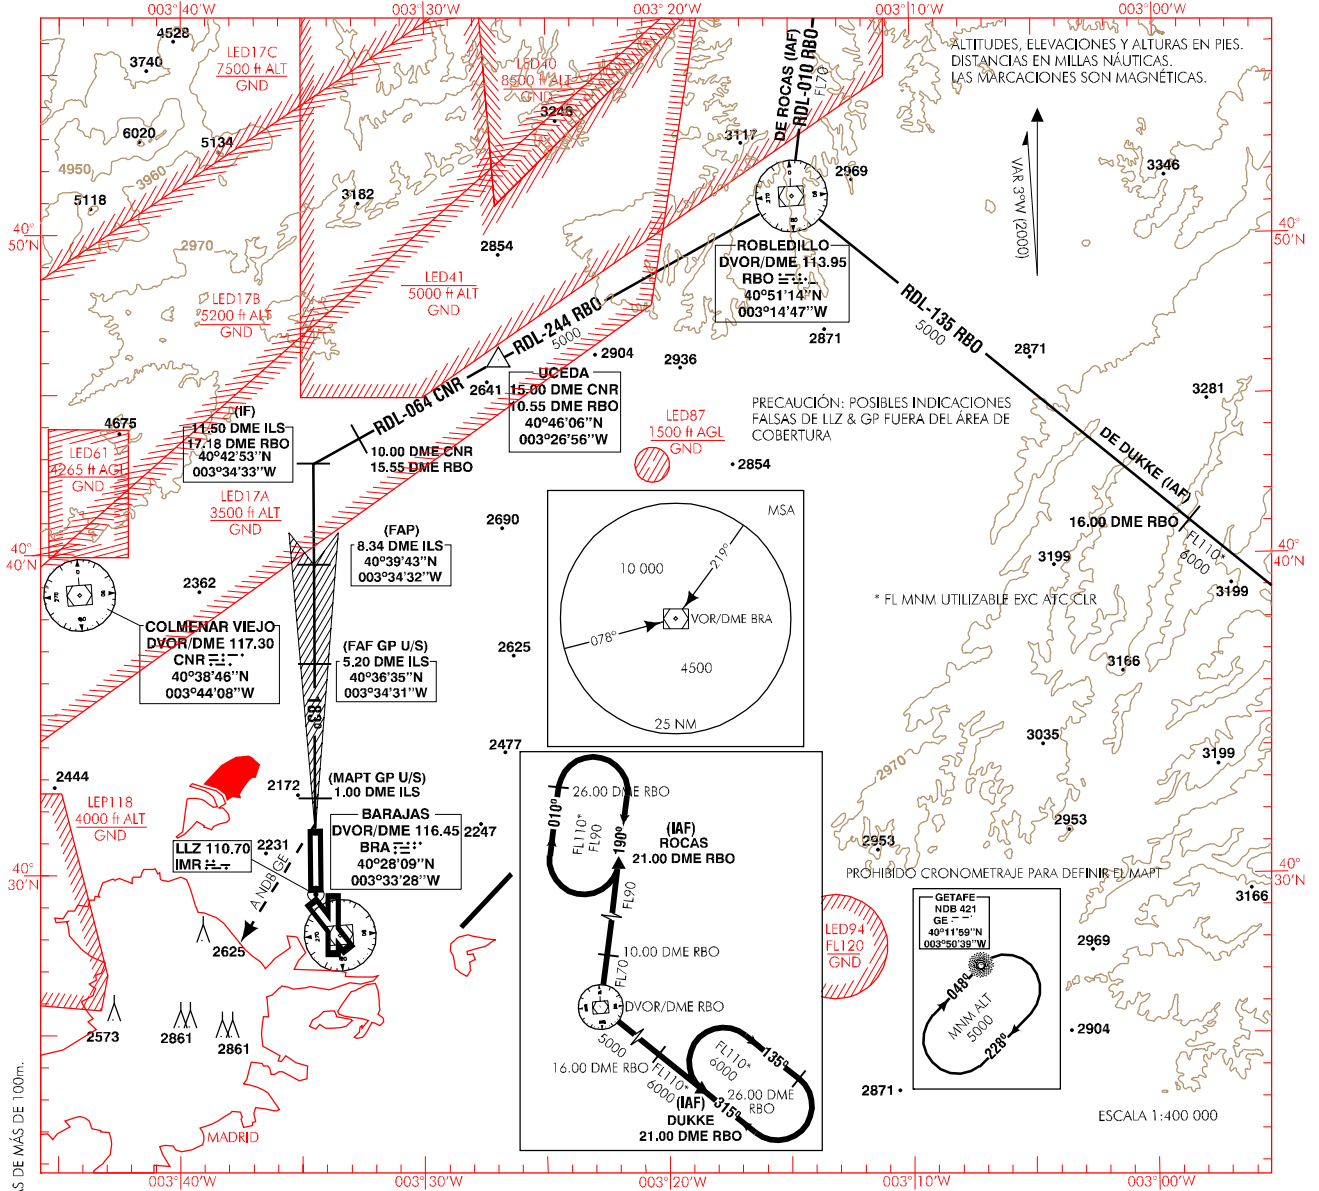 003°40'W
003°30'W
003° 20'W
003°10'W
003°00'W
4528
3740
LED17C
7500 ft ALT
GND
6020
5134
4950
3960
5118
3182
2970
LED40
8500 ft ALT
GND
3246
3117
DE ROCAS (IAF)
RDL-010 RBO
FL70
2969
ALTITUDES, ELEVACIONES Y ALTURAS EN PIES.
DISTANCIAS EN MILLAS NÁUTICAS.
LAS MARCACIONES SON MAGNÉTICAS.
VAR 3°W (2000)
3346
40°
50'N
40°
50'N
2854
LED41
5000 ft ALT
GND
LED17B
5200 ft ALT
GND
ROBLEDILLO
DVOR/DME 113.95
RBO
40°51'14''N
003°14'47''W
RDL-244 RBO
5000
RDL-135 RBO
5000
2871
2871
2904
2936
UCEDA
15.00 DME CNR
10.55 DME RBO
40°46'06''N
003°26'56''W
2641
RDL-064 CNR
10.00 DME CNR
15.55 DME RBO
3281
PRECAUCIÓN: POSIBLES INDICACIONES
FALSAS DE LLZ & GP FUERA DEL ÁREA DE
COBERTURA
LED87
1500 ft AGL
GND
2854
4675
(IF)
11.50 DME ILS
17.18 DME RBO
40°42'53''N
003°34'33''W
LED61
4265 ft AGL
GND
LED17A
3500 ft ALT
GND
DE DUKKE (IAF)
16.00 DME RBO
FL110*
6000
2690
(FAP)
8.34 DME ILS
40°39'43''N
003°34'32''W
40°
40'N
40°
40'N
3199
3199
2362
* FL MNM UTILIZABLE EXC ATC CLR
MSA
10 000
219°
078°
VOR/DME BRA
4500
25 NM
COLMENAR VIEJO
DVOR/DME 117.30
CNR
40°38'46''N
003°44'08''W
(FAF GP U/S)
5.20 DME ILS
40°36'35''N
003°34'31''W
2625
183°
3166
3035
2970
3199
2477
2444
2172
(MAPT GP U/S)
1.00 DME ILS
LEP118
4000 ft ALT
GND
BARAJAS
DVOR/DME 116.45
BRA
40°28'09''N
003°33'28''W
2247
2231
LLZ 110.70
IMR
A NDB GE
2625
40°
30'N
40°
30'N
26.00 DME RBO
010°
FL110*
FL90
190°
(IAF)
ROCAS
21.00 DME RBO
FL90
10.00 DME RBO
FL70
DVOR/DME RBO
5000
16.00 DME RBO
FL110*
6000
FL110*
6000
135°
26.00 DME
RBO
315°
(IAF)
DUKKE
21.00 DME RBO
2953
2953
PROHIBIDO CRONOMETRAJE PARA DEFINIR EL MAPT
3166
GETAFE
NDB 421
GE
40°11'59''N
003°50'39''W
048°
MNM ALT
5000
228°
LED94
FL120
GND
2969
2904
2871
2573
2861
2861
MADRID
ESCALA 1:400 000
S DE MÁS DE 100m.
003°40'W
003°30'W
003°20'W
003°10'W
003°00'W